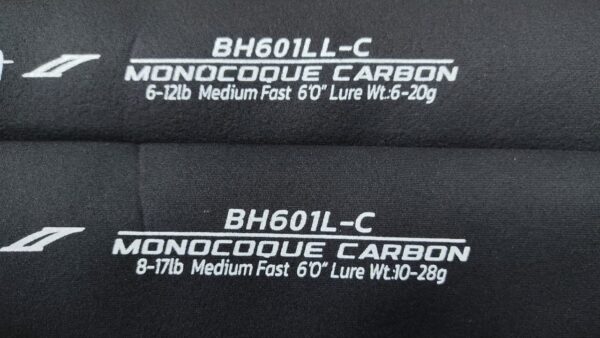 BH601LL-C
MONOCOQUE CARBON
6-12lb Medium Fast 6'0" Lure Wt.:6-20g
BH601L-C
MONOCOQUE CARBON
8-17lb Medium Fast 6'0" Lure Wt.:10-28g